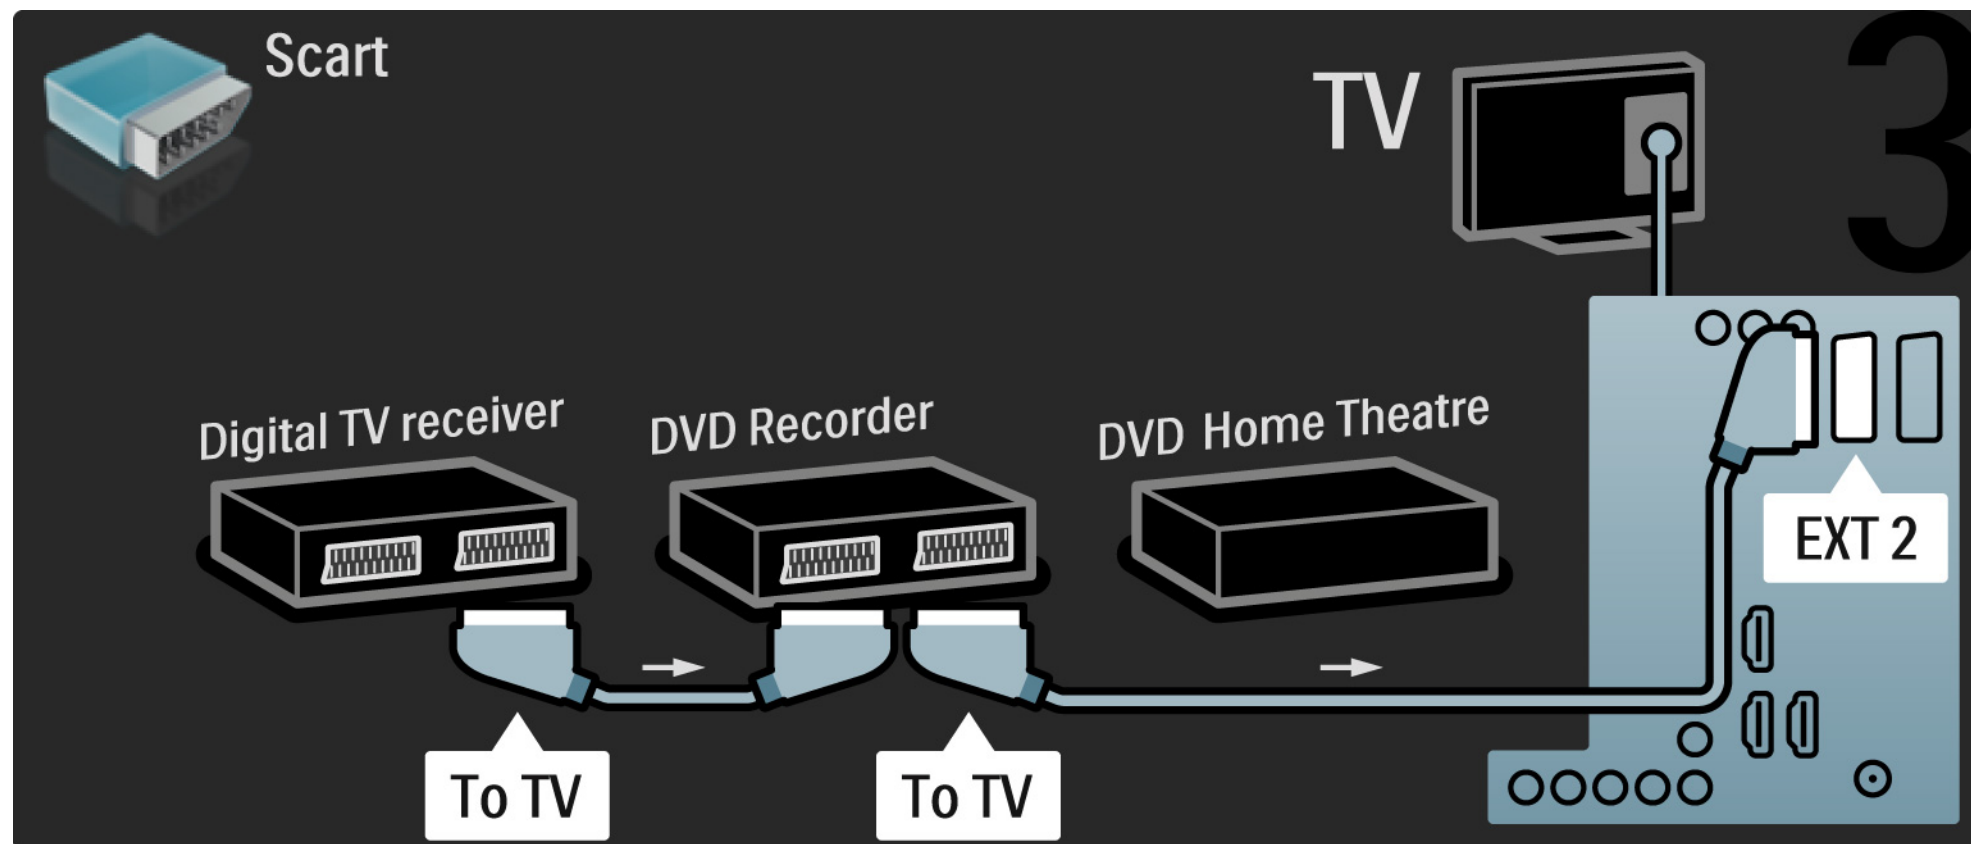 Scart
TV
3
Digital TV receiver
DVD Recorder
DVD Home Theatre
EXT 2
To TV
To TV